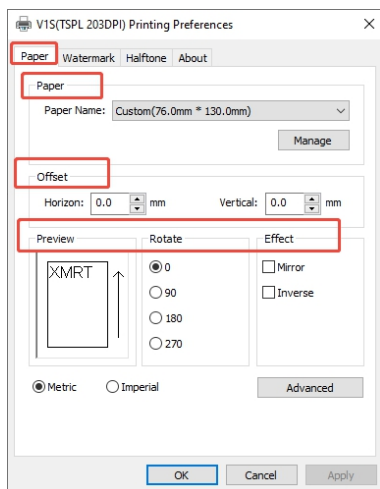 V1S(TSPL 203DPI) Printing Preferences
Paper Watermark Halftone About
Paper
Paper Name: Custom(76.0mm * 130.0mm)
Manage
Offset
Horizon: 0.0 mm Vertical: 0.0 mm
Preview Rotate Effect
XMRT 0 Mirror
90 Inverse
180
270
Metric Imperial Advanced
OK Cancel Apply